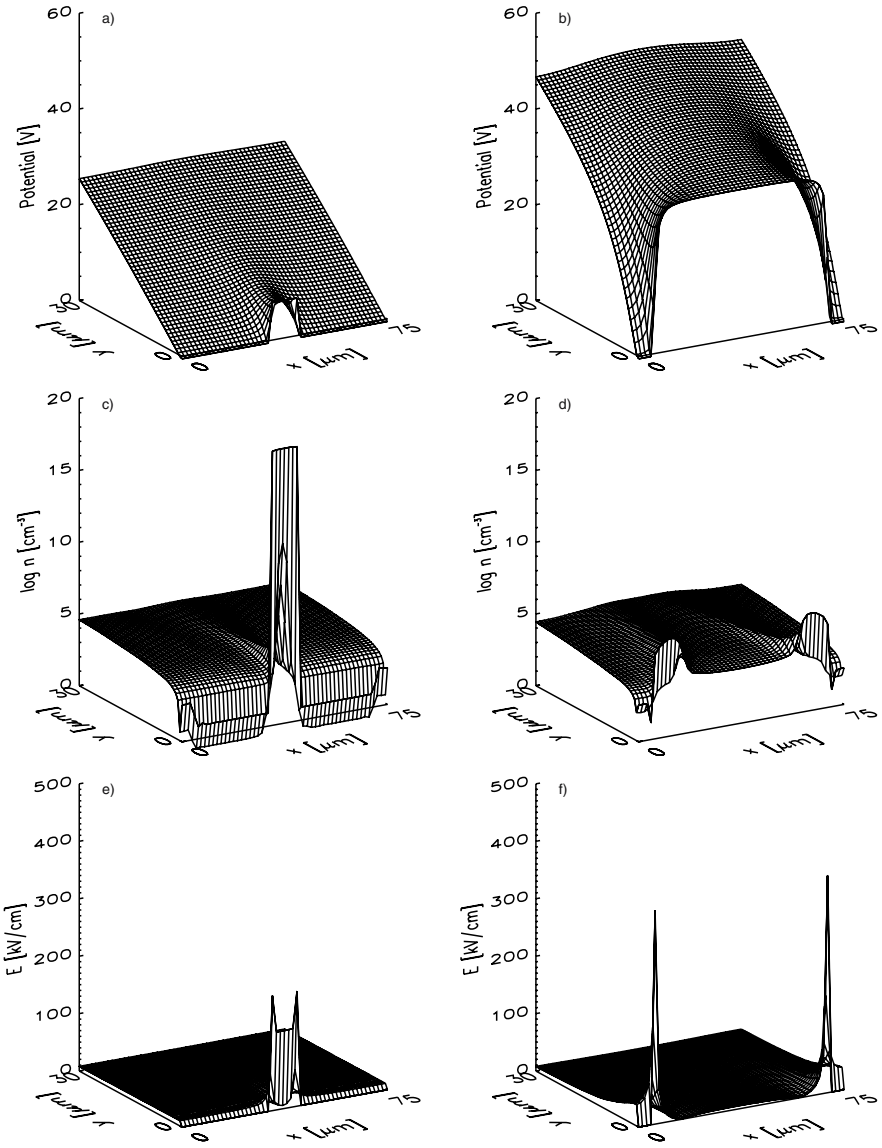 a)
60
40
20
0
Potential [V]
30
y [μm]
0
0
x [μm]
75
b)
60
40
20
0
Potential [V]
30
y [μm]
0
0
x [μm]
75
c)
20
15
10
5
0
log n [cm⁻³]
30
y [μm]
0
0
x [μm]
75
d)
20
15
10
5
0
log n [cm⁻³]
30
y [μm]
0
0
x [μm]
75
e)
500
400
300
200
100
0
E [kV/cm]
30
y [μm]
0
0
x [μm]
75
f)
500
400
300
200
100
0
E [kV/cm]
30
y [μm]
0
0
x [μm]
75